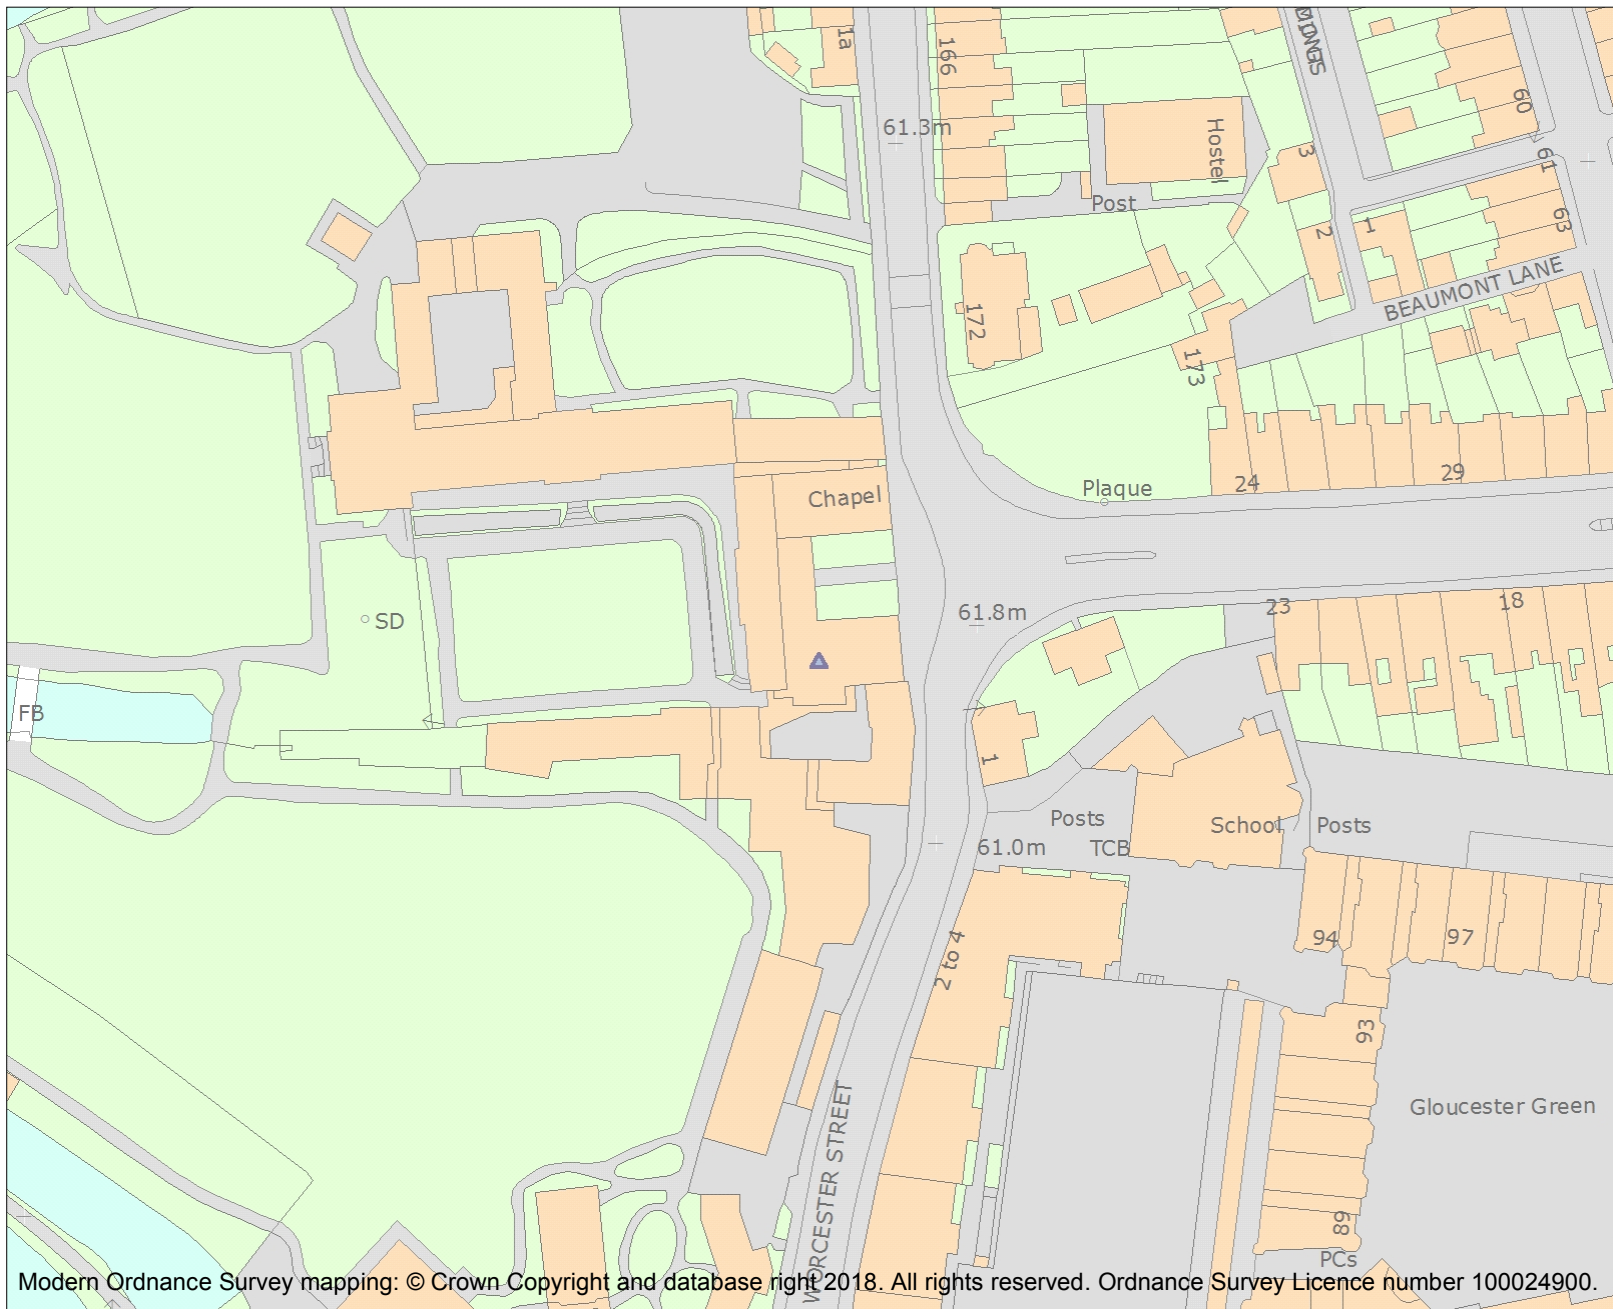 1a
166
61.3m
Hostel
Post
3
60
61
63
2
1
172
BEAUMONT LANE
173
Chapel
Plaque
24
29
SD
61.8m
23
18
FB
1
Posts
TCB
School
Posts
61.0m
2 to 4
94
97
93
Gloucester Green
WORCESTER STREET
89
PCs
Modern Ordnance Survey mapping: © Crown Copyright and database right 2018. All rights reserved. Ordnance Survey Licence number 100024900.